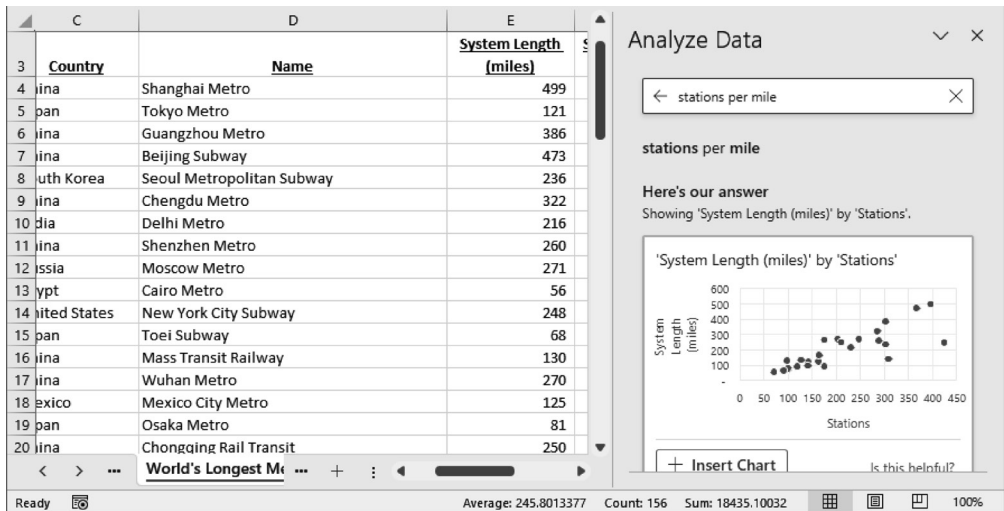 C D E
3 Country Name System Length (miles) S
4 ina Shanghai Metro 499
5 pan Tokyo Metro 121
6 ina Guangzhou Metro 386
7 ina Beijing Subway 473
8 uth Korea Seoul Metropolitan Subway 236
9 ina Chengdu Metro 322
10 dia Delhi Metro 216
11 ina Shenzhen Metro 260
12 ussia Moscow Metro 271
13 ypt Cairo Metro 56
14 nited States New York City Subway 248
15 pan Toei Subway 68
16 ina Mass Transit Railway 130
17 ina Wuhan Metro 270
18 exico Mexico City Metro 125
19 pan Osaka Metro 81
20 ina Chongqing Rail Transit 250
World's Longest Me
Ready Average: 245.8013377 Count: 156 Sum: 18435.10032 100%
Analyze Data
stations per mile
stations per mile
Here's our answer
Showing 'System Length (miles)' by 'Stations'.
'System Length (miles)' by 'Stations'
System Length (miles)
600
500
400
300
200
100
-
0 50 100 150 200 250 300 350 400 450
Stations
+ Insert Chart
Is this helpful?